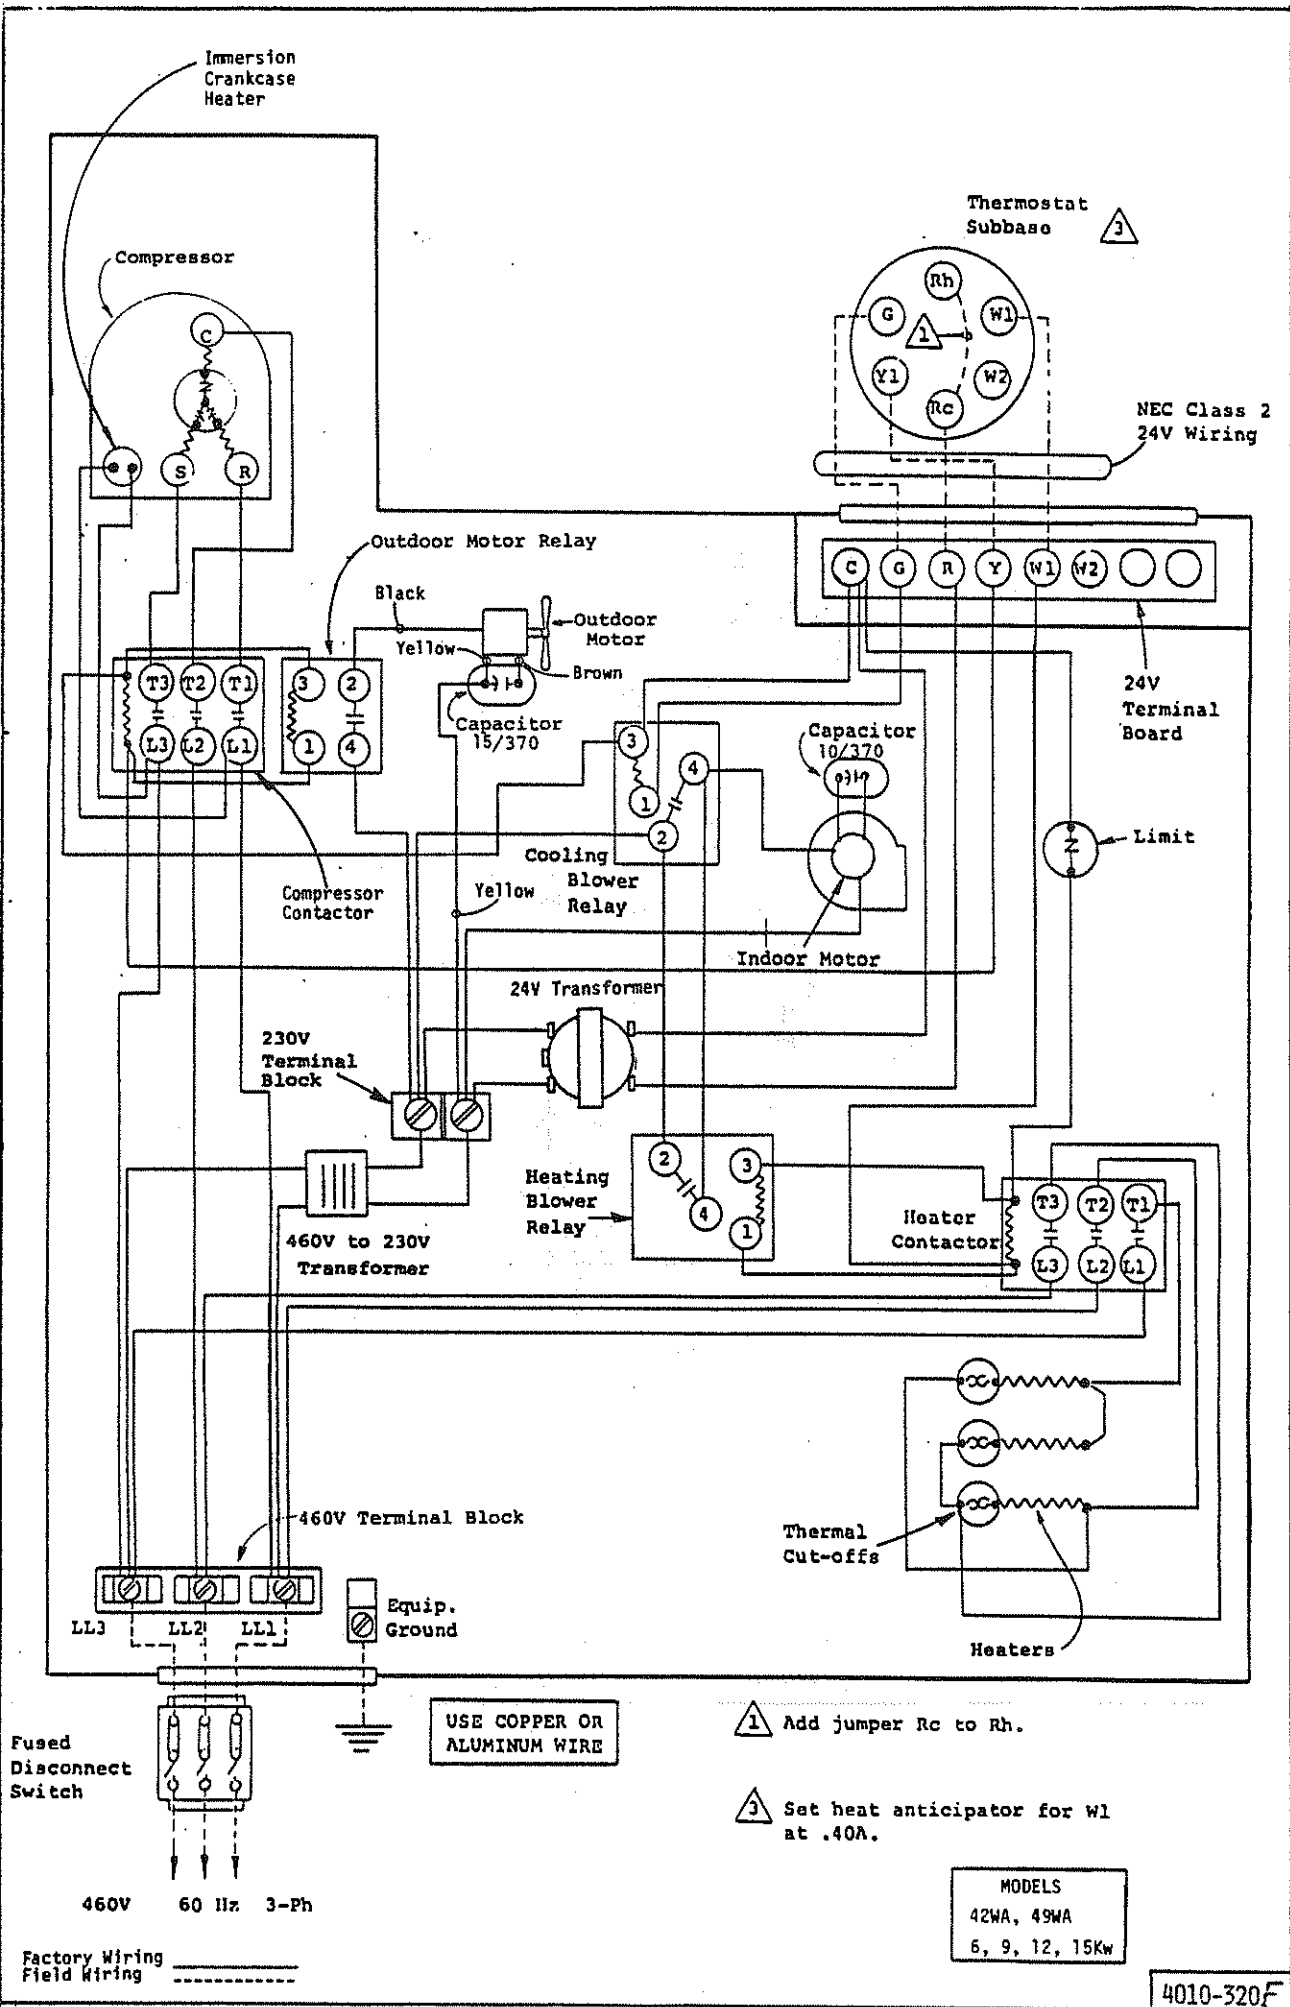 Immersion
Crankcase
Heater
Compressor
C
S
R
Thermostat
Subbase
3
Rh
G
W1
1
Y1
W2
Rc
NEC Class 2
24V Wiring
C
G
R
Y
W1
W2
24V
Terminal
Board
Outdoor Motor Relay
Black
Yellow
Outdoor
Motor
Brown
Capacitor
15/370
T3
T2
T1
L3
L2
L1
3
2
1
4
Compressor
Contactor
3
4
1
2
Cooling
Blower
Relay
Capacitor
10/370
Indoor Motor
Limit
Yellow
24V Transformer
230V
Terminal
Block
460V to 230V
Transformer
Heating
Blower
Relay
2
3
4
1
Heater
Contactor
T3
T2
T1
L3
L2
L1
Thermal
Cut-offs
Heaters
460V Terminal Block
LL3
LL2
LL1
Equip.
Ground
Fused
Disconnect
Switch
460V 60 Hz 3-Ph
USE COPPER OR
ALUMINUM WIRE
1 Add jumper Rc to Rh.
3 Set heat anticipator for W1
at .40A.
MODELS
42WA, 49WA
6, 9, 12, 15Kw
Factory Wiring
Field Wiring
4010-320F